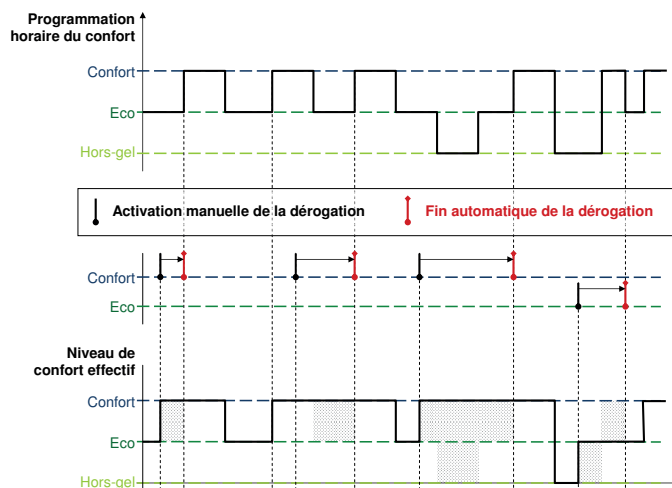 Programmation
horaire du confort
Confort
Eco
Hors-gel
Activation manuelle de la dérogation
Fin automatique de la dérogation
Confort
Eco
Niveau de
confort effectif
Confort
Eco
Hors-gel